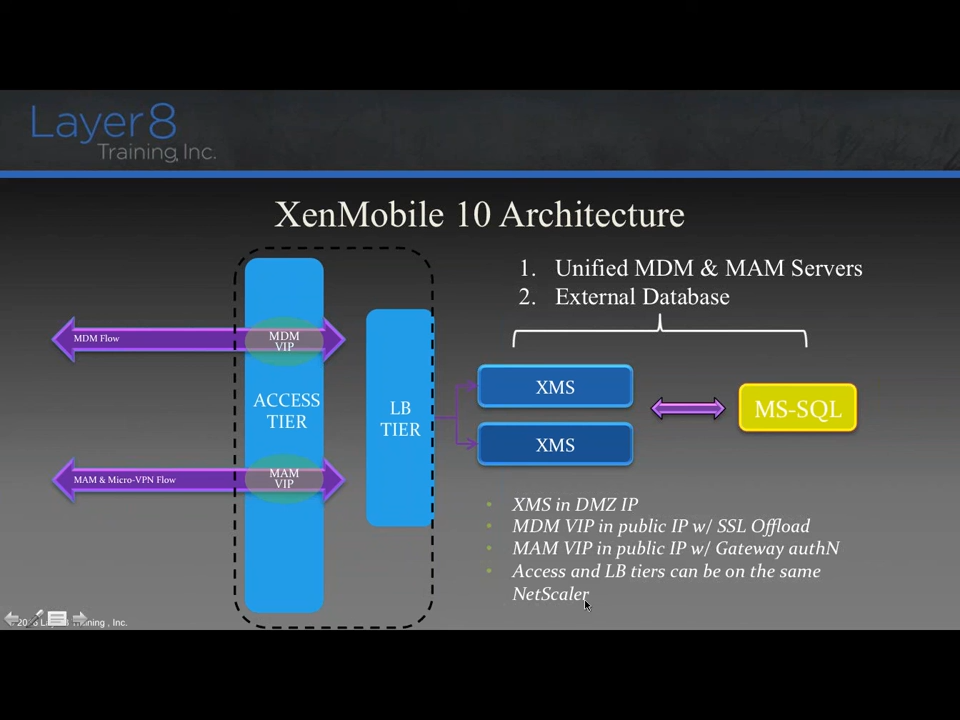 Layer8
Training, Inc.
XenMobile 10 Architecture
1. Unified MDM & MAM Servers
2. External Database
MDM Flow
MDM
VIP
ACCESS
TIER
LB
TIER
XMS
XMS
MS-SQL
MAM & Micro-VPN Flow
MAM
VIP
• XMS in DMZ IP
• MDM VIP in public IP w/ SSL Offload
• MAM VIP in public IP w/ Gateway authN
• Access and LB tiers can be on the same
NetScaler
Training , Inc.